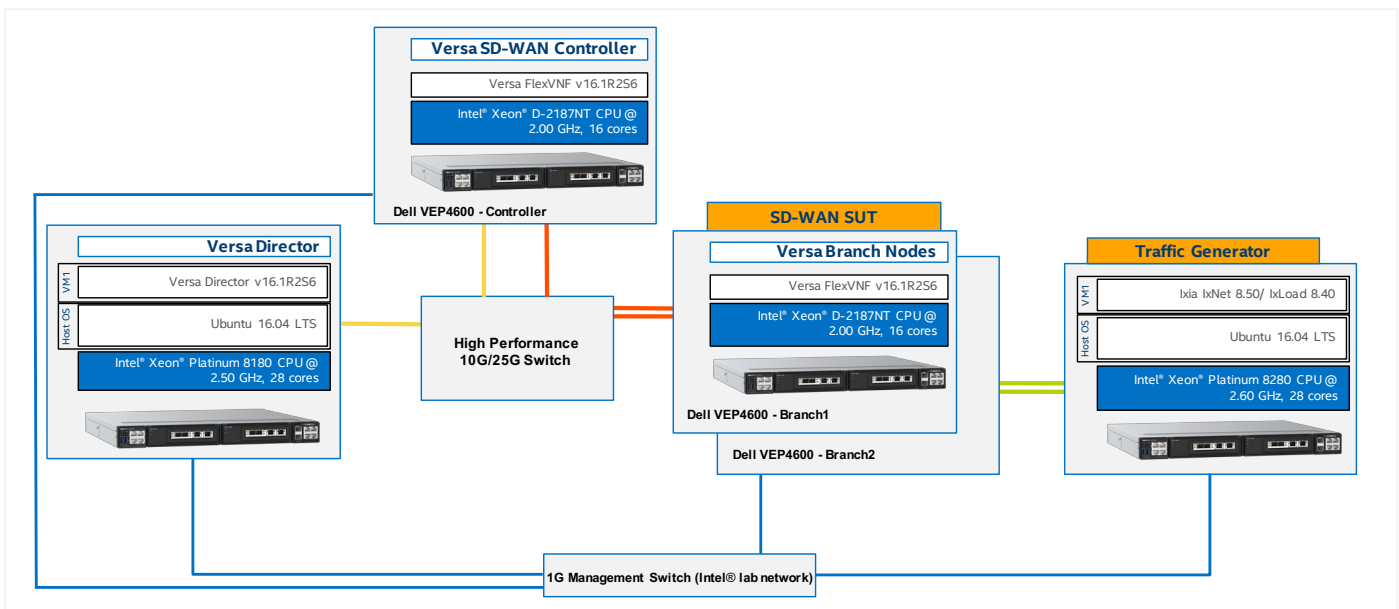 Versa SD-WAN Controller
Versa FlexVNF v16.1R2S6
Intel® Xeon® D-2187NT CPU @
2.00 GHz, 16 cores
Dell VEP4600 - Controller
Versa Director
VM1
Versa Director v16.1R2S6
Host OS
Ubuntu 16.04 LTS
Intel® Xeon® Platinum 8180 CPU @
2.50 GHz, 28 cores
High Performance
10G/25G Switch
SD-WAN SUT
Versa Branch Nodes
Versa FlexVNF v16.1R2S6
Intel® Xeon® D-2187NT CPU @
2.00 GHz, 16 cores
Dell VEP4600 - Branch1
Dell VEP4600 - Branch2
Traffic Generator
VM1
Ixia IxNet 8.50/ IxLoad 8.40
Host OS
Ubuntu 16.04 LTS
Intel® Xeon® Platinum 8280 CPU @
2.60 GHz, 28 cores
1G Management Switch (Intel® lab network)